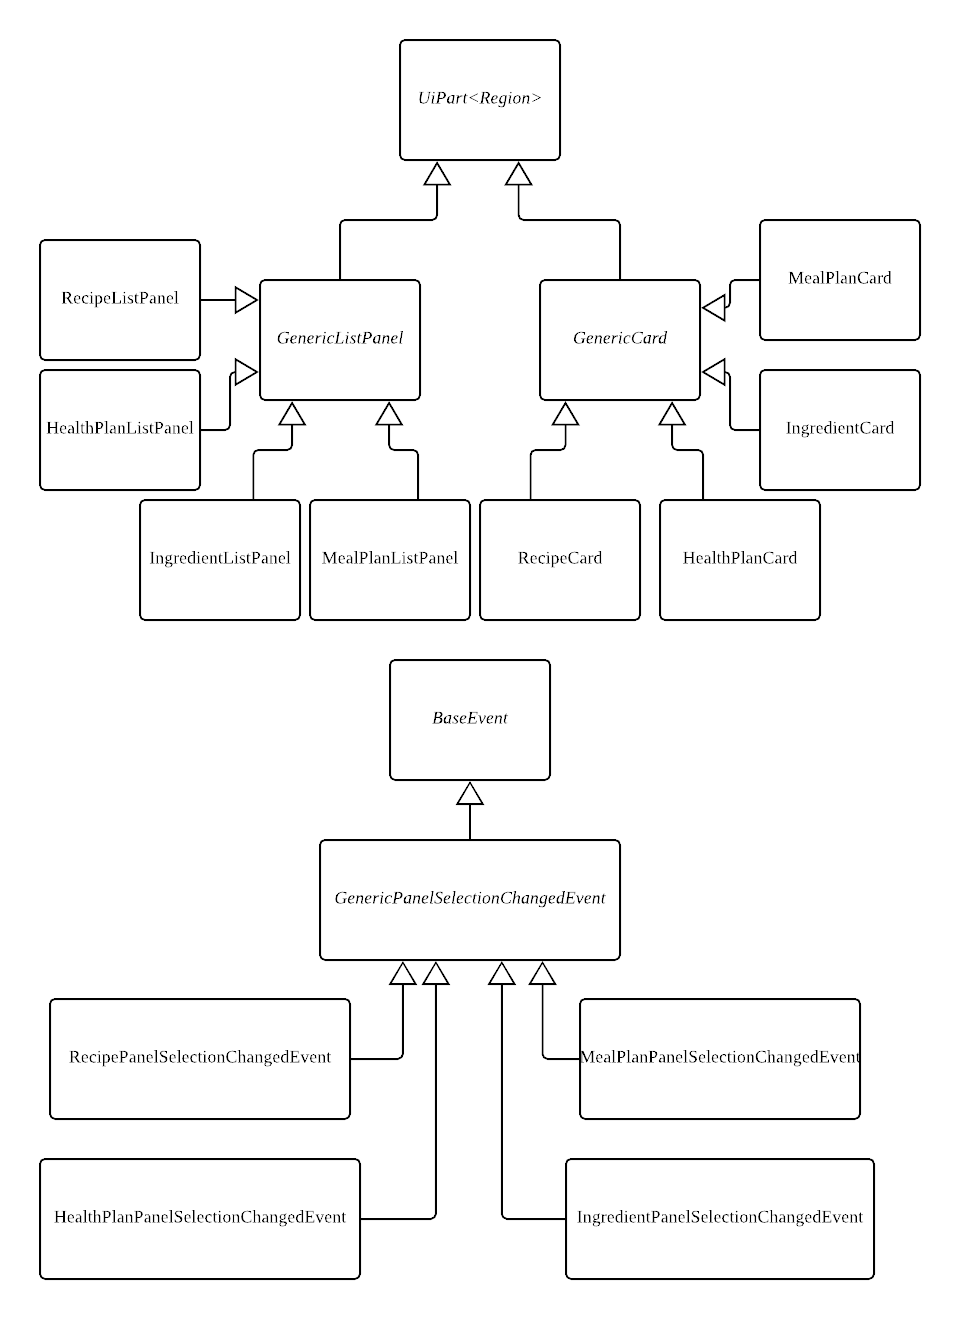 UiPart<Region>
RecipeListPanel
MealPlanCard
GenericListPanel
GenericCard
HealthPlanListPanel
IngredientCard
IngredientListPanel
MealPlanListPanel
RecipeCard
HealthPlanCard
BaseEvent
GenericPanelSelectionChangedEvent
RecipePanelSelectionChangedEvent
MealPlanPanelSelectionChangedEvent
HealthPlanPanelSelectionChangedEvent
IngredientPanelSelectionChangedEvent